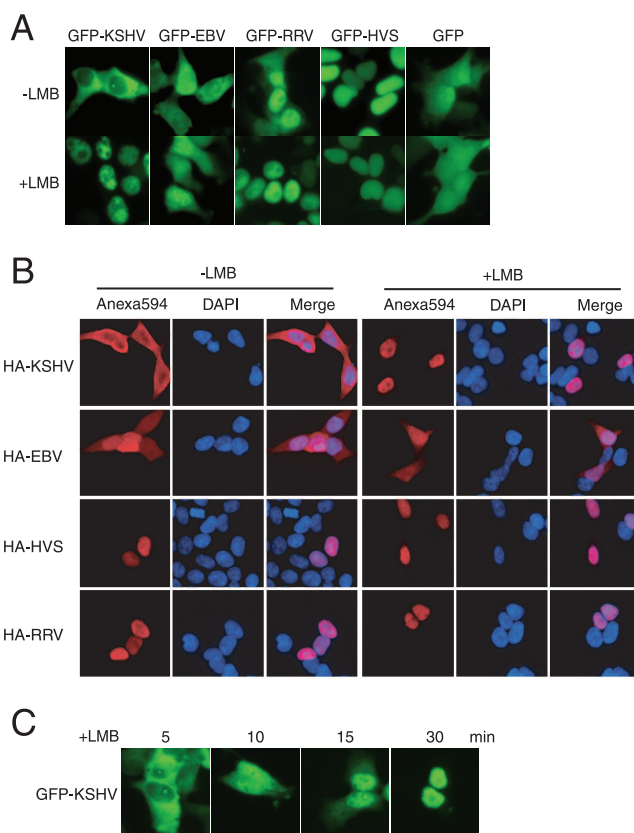 A
GFP-KSHV GFP-EBV GFP-RRV GFP-HVS GFP
-LMB
+LMB
B
-LMB +LMB
Anexa594 DAPI Merge Anexa594 DAPI Merge
HA-KSHV
HA-EBV
HA-HVS
HA-RRV
C
+LMB 5 10 15 30 min
GFP-KSHV